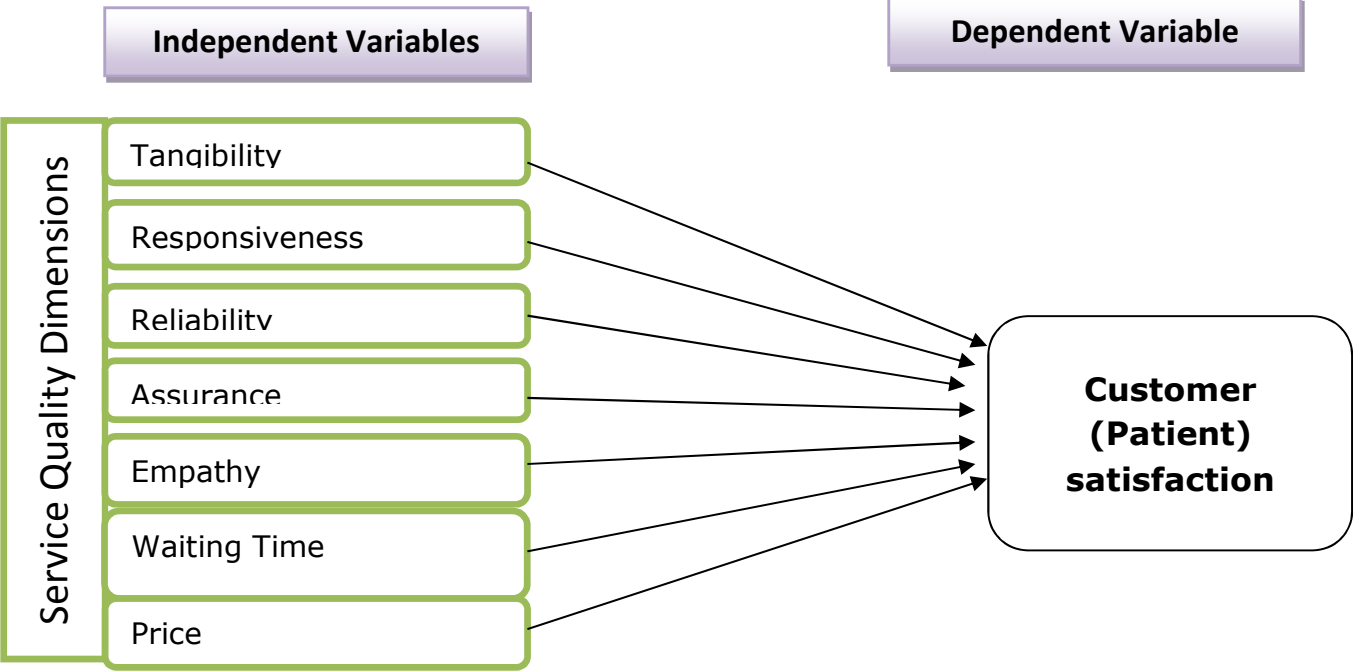 Independent Variables
Dependent Variable
Service Quality Dimensions
Tangibility
Responsiveness
Reliability
Assurance
Empathy
Waiting Time
Price
Customer
(Patient)
satisfaction